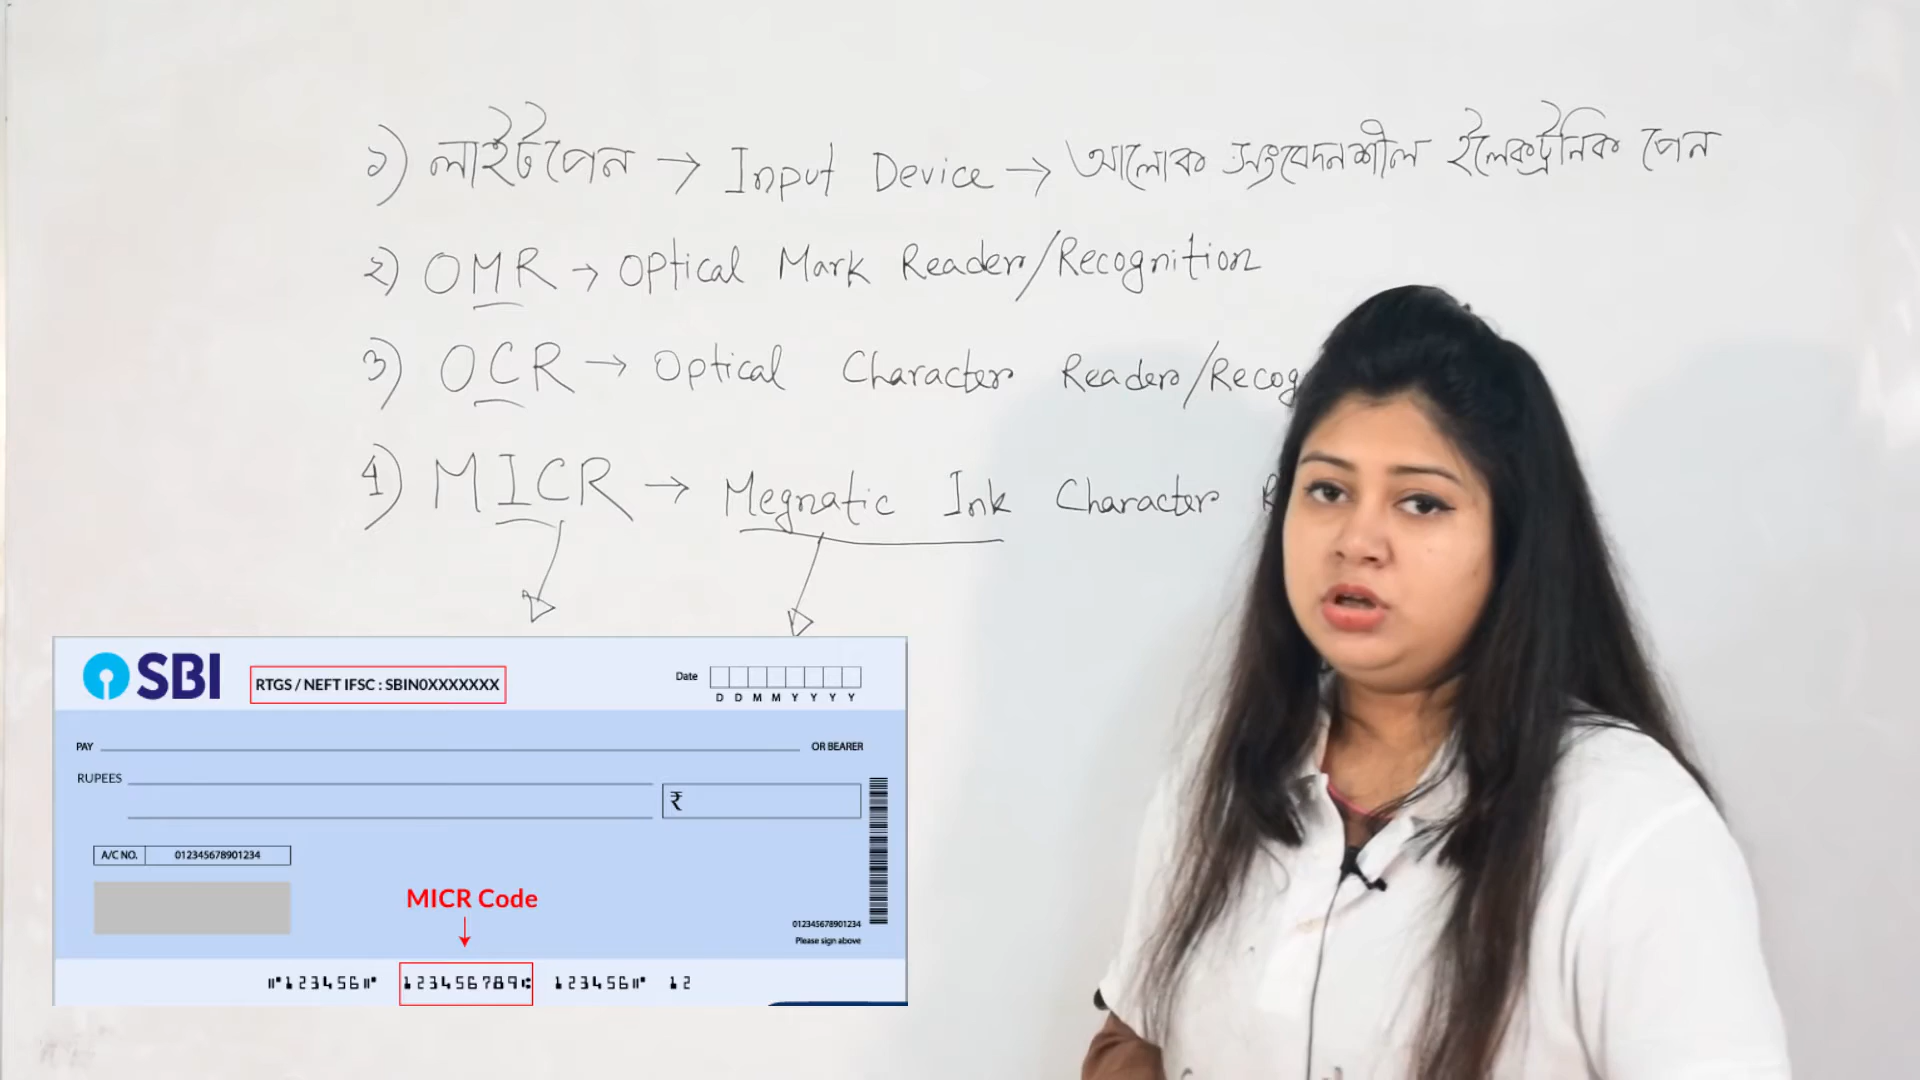 ১) লাইটপেন → Input Device → আলোক সংবেদনশীল ইলেকট্রনিক পেন
২) OMR → Optical Mark Reader/Recognition
৩) OCR → Optical Character Reader/Recog
4) MICR → Megnatic Ink Character R
SBI
RTGS / NEFT IFSC : SBIN0XXXXXXX
Date
D D M M Y Y Y Y
PAY OR BEARER
RUPEES
₹
A/C NO. 012345678901234
MICR Code
↓
012345678901234
Please sign above
⑈123456⑈ 123456789⑆ 123456⑈ 12